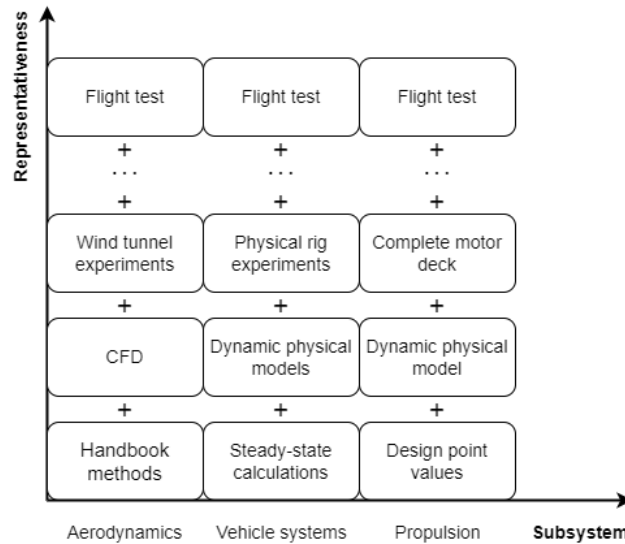 Representativeness
Flight test
Flight test
Flight test
+
+
+
...
...
...
+
+
+
Wind tunnel
experiments
Physical rig
experiments
Complete motor
deck
+
+
+
CFD
Dynamic physical
models
Dynamic physical
model
+
+
+
Handbook
methods
Steady-state
calculations
Design point
values
Aerodynamics
Vehicle systems
Propulsion
Subsystem